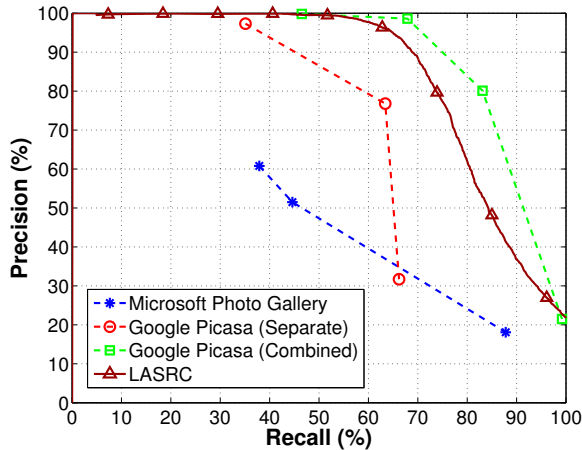 Precision (%)
100
90
80
70
60
50
40
30
20
10
0
Microsoft Photo Gallery
Google Picasa (Separate)
Google Picasa (Combined)
LASRC
0 10 20 30 40 50 60 70 80 90 100
Recall (%)